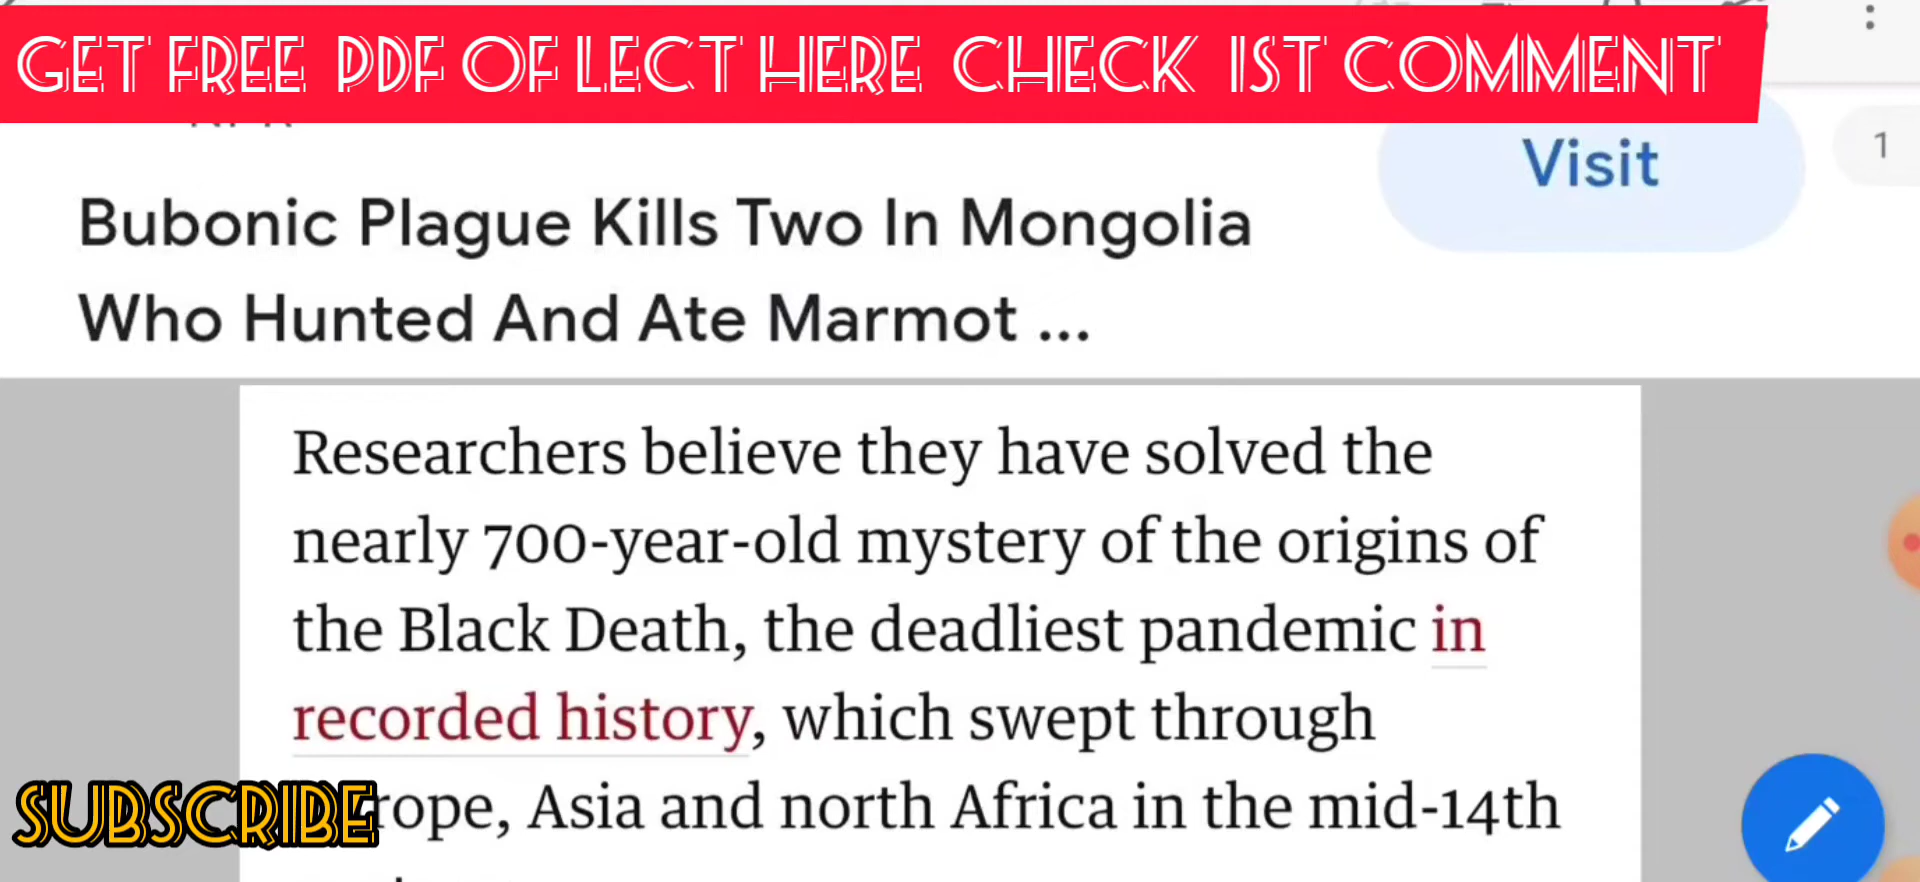 GET FREE PDF OF LECT HERE CHECK IST COMMENT
Visit
1
Bubonic Plague Kills Two In Mongolia
Who Hunted And Ate Marmot ...
Researchers believe they have solved the
nearly 700-year-old mystery of the origins of
the Black Death, the deadliest pandemic in
recorded history, which swept through
rope, Asia and north Africa in the mid-14th
SUBSCRIBE